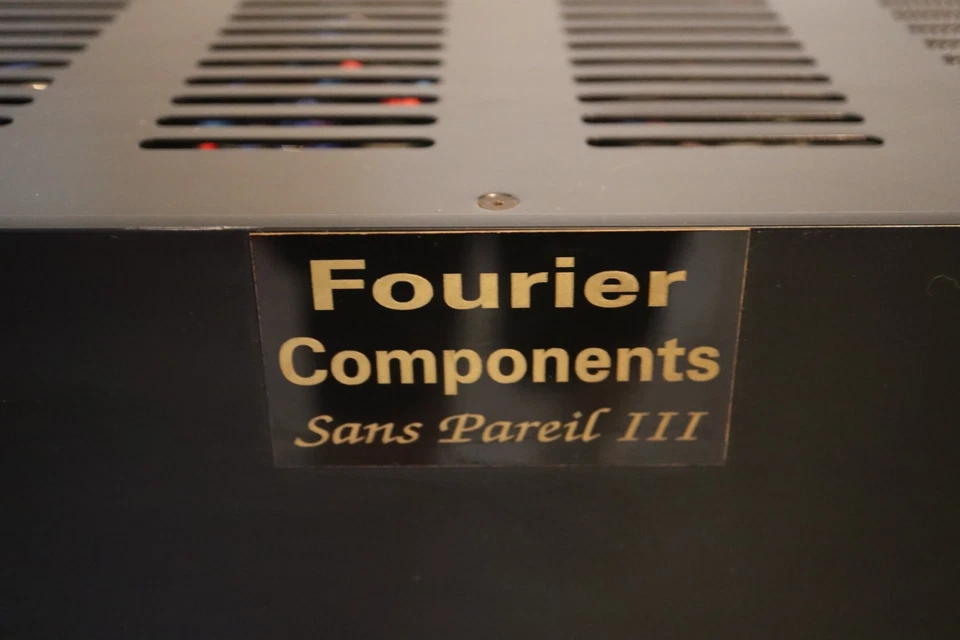 Fourier
Components
Sans Pareil III